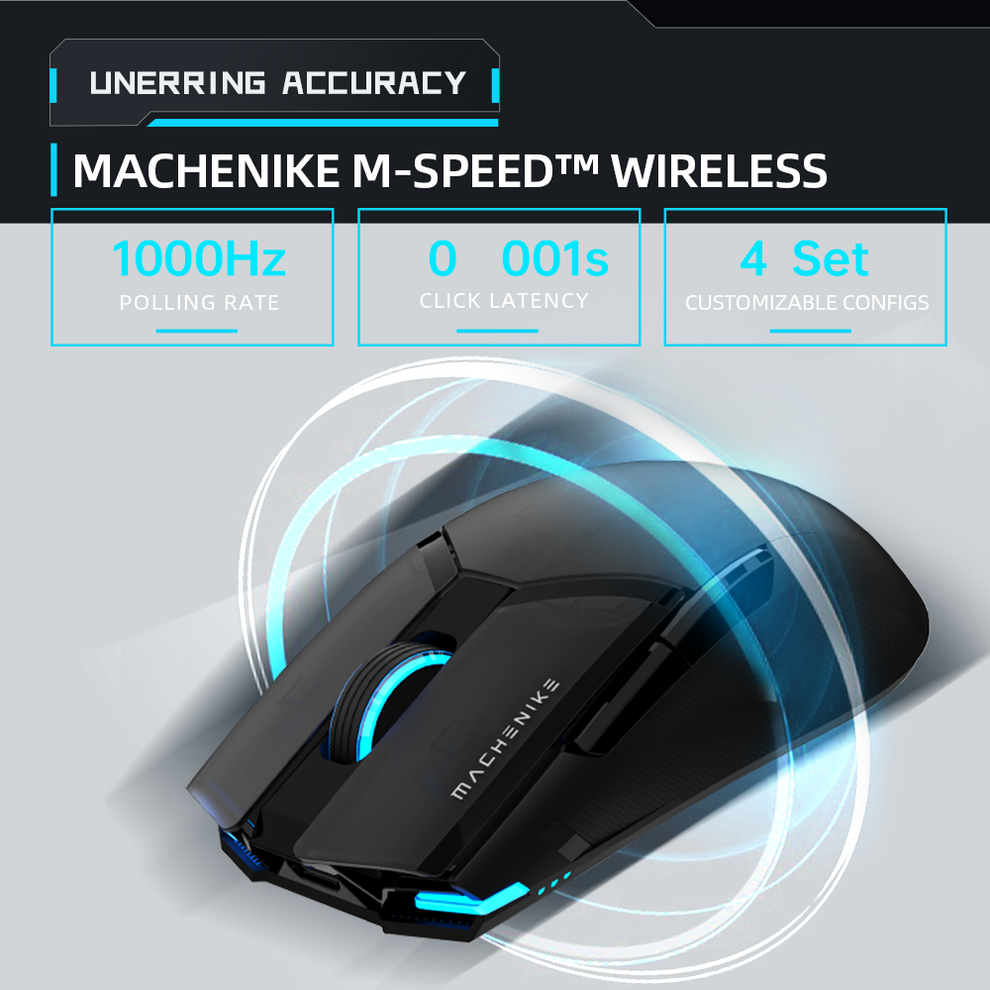 UNERRING ACCURACY
MACHENIKE M-SPEED™ WIRELESS
1000Hz
POLLING RATE
0 001s
CLICK LATENCY
4 Set
CUSTOMIZABLE CONFIGS
MACHENIKE